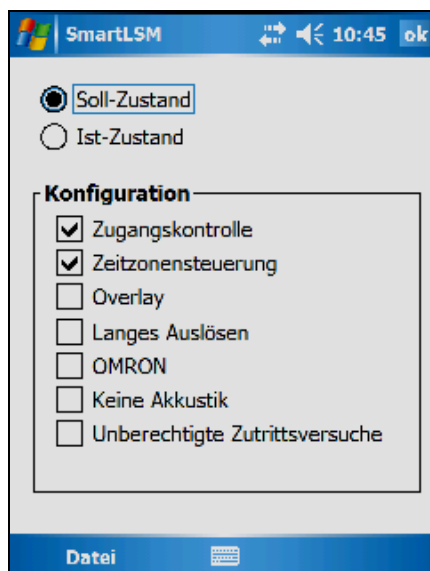 SmartLSM 10:45 ok
Soll-Zustand
Ist-Zustand
Konfiguration
Zugangskontrolle
Zeitzonensteuerung
Overlay
Langes Auslösen
OMRON
Keine Akkustik
Unberechtigte Zutrittsversuche
Datei